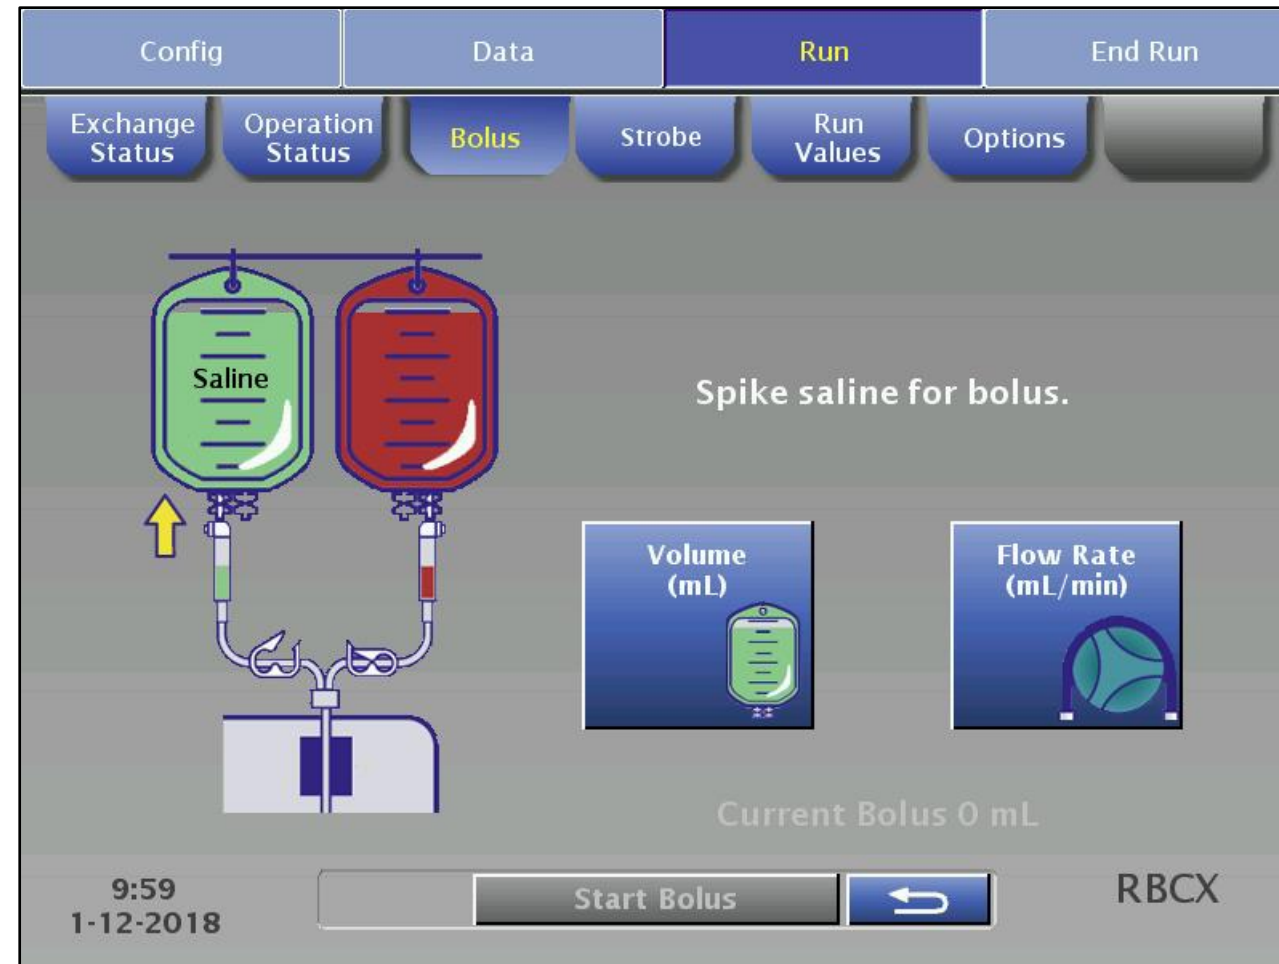 Config Data Run End Run
Exchange Status Operation Status Bolus Strobe Run Values Options
Saline
Spike saline for bolus.
Volume
(mL)
Flow Rate
(mL/min)
Current Bolus 0 mL
9:59
1-12-2018
Start Bolus
RBCX